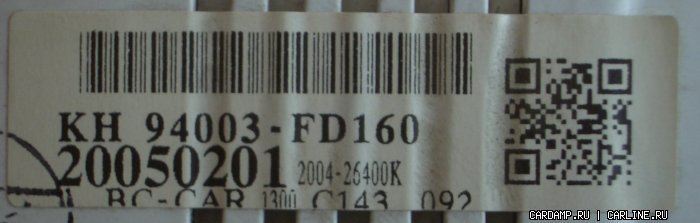 KH 94003-FD160
20050201 2004-26400K
BC-CAR 1300 C143 092
CARDAMP.RU | CARLINE.RU